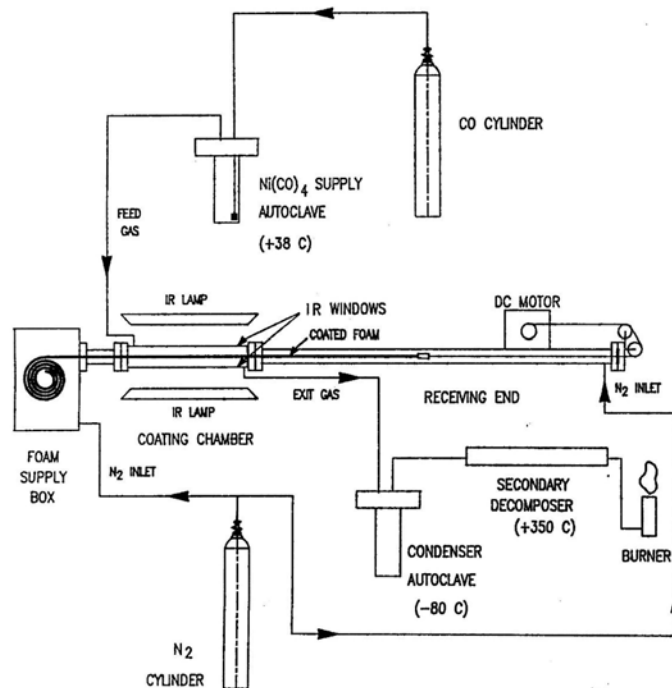 CO CYLINDER
Ni(CO)4 SUPPLY
AUTOCLAVE
(+38 C)
FEED
GAS
IR LAMP
IR WINDOWS
COATED FOAM
DC MOTOR
IR LAMP
EXIT GAS
RECEIVING END
N2 INLET
COATING CHAMBER
FOAM
SUPPLY
BOX
N2 INLET
SECONDARY
DECOMPOSER
(+350 C)
BURNER
CONDENSER
AUTOCLAVE
(-80 C)
N2
CYLINDER